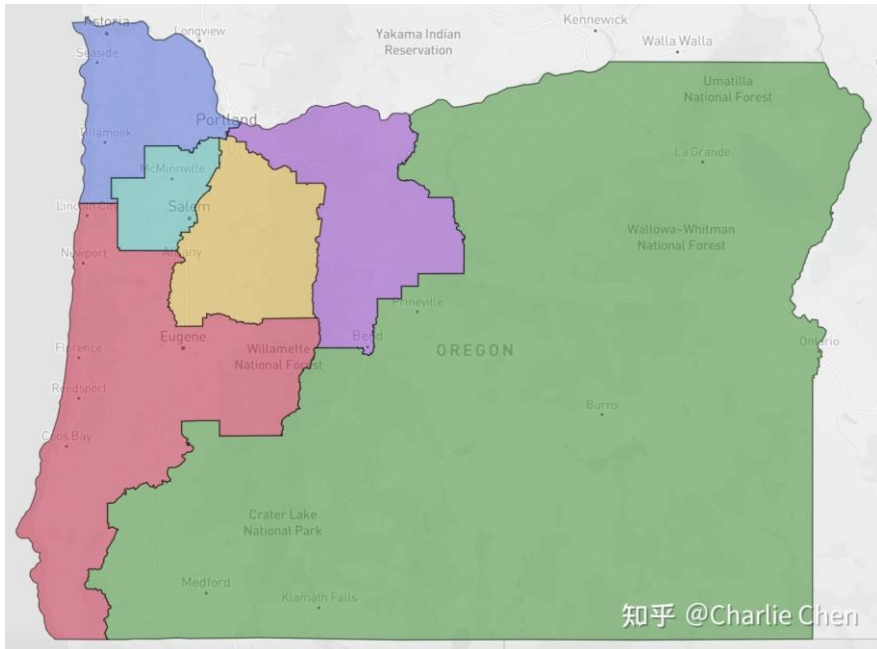 Astoria
Longview
Seaside
Yakama Indian
Reservation
Kennewick
Walla Walla
Umatilla
National Forest
Portland
Tillamook
McMinnville
La Grande
Lincoln City
Salem
Wallowa-Whitman
National Forest
Newport
Albany
Prineville
Eugene
Bend
Florence
Willamette
National Forest
OREGON
Ontario
Reedsport
Burns
Coos Bay
Crater Lake
National Park
Medford
Klamath Falls
知乎 @Charlie Chen